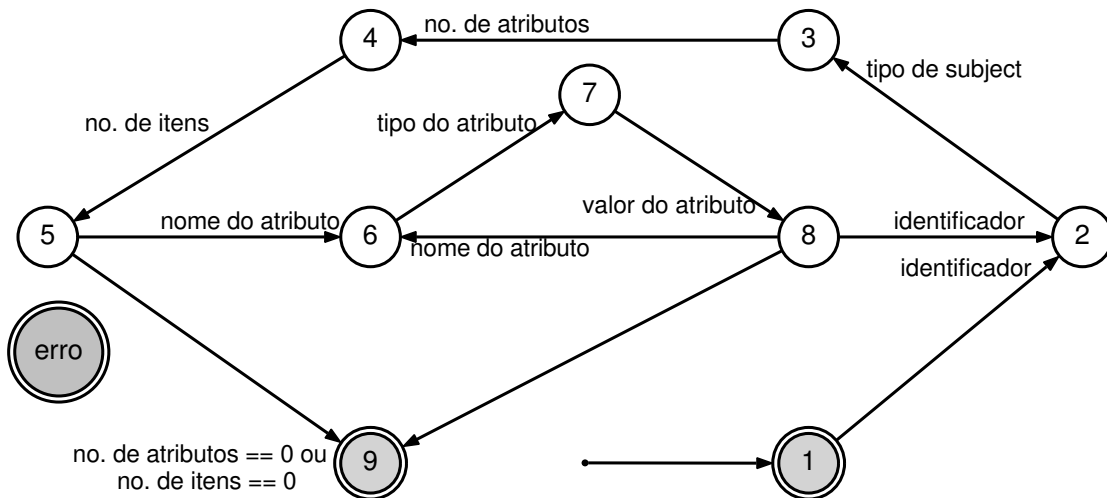 no. de atributos
4
3
tipo de subject
7
no. de itens
tipo do atributo
valor do atributo
nome do atributo
identificador
5
6
8
2
nome do atributo
identificador
erro
no. de atributos == 0 ou
no. de itens == 0
9
1